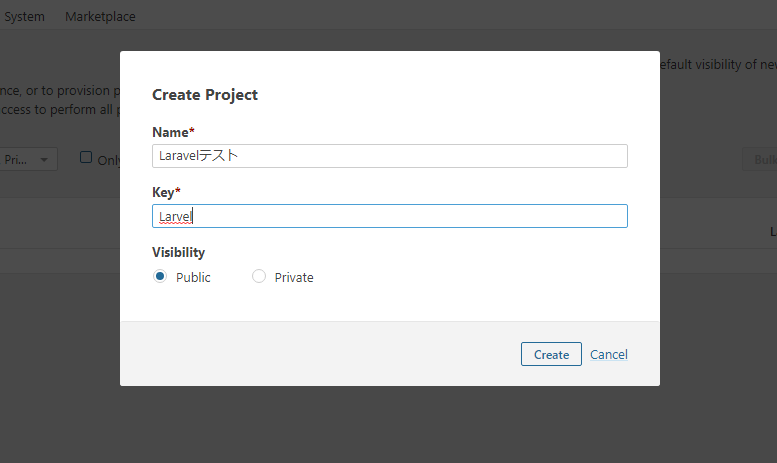 System Marketplace
efault visibility of new
nce, or to provision p
ccess to perform all p
Pri... Only
Bulk
L
Create Project
Name*
Laravelテスト
Key*
Larvel
Visibility
Public Private
Create Cancel